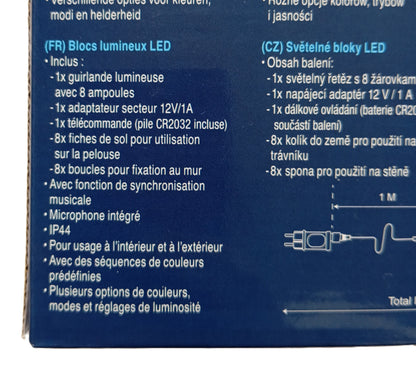 Verschillende opties voor kleuren,
modi en helderheid
(FR) Blocs lumineux LED
• Inclus :
-1x guirlande lumineuse
avec 8 ampoules
-1x adaptateur secteur 12V/1A
-1x télécommande (pile CR2032 incluse)
-8x fiches de sol pour utilisation
sur la pelouse
-8x boucles pour fixation au mur
•Avec fonction de synchronisation
musicale
•Microphone intégré
•IP44
•Pour usage à l'intérieur et à l'extérieur
•Avec des séquences de couleurs
prédéfinies
•Plusieurs options de couleurs,
modes et réglages de luminosité
•Różne opcje kolorów, trybów
i jasności
(CZ) Světelné bloky LED
•Obsah balení:
-1x světelný řetěz s 8 žárovkam
-1x napájecí adaptér 12 V / 1 A
-1x dálkové ovládání (baterie CR20
součástí balení)
-8x kolík do země pro použití na
trávníku
-8x spona pro použití na stěně
1 M
Total